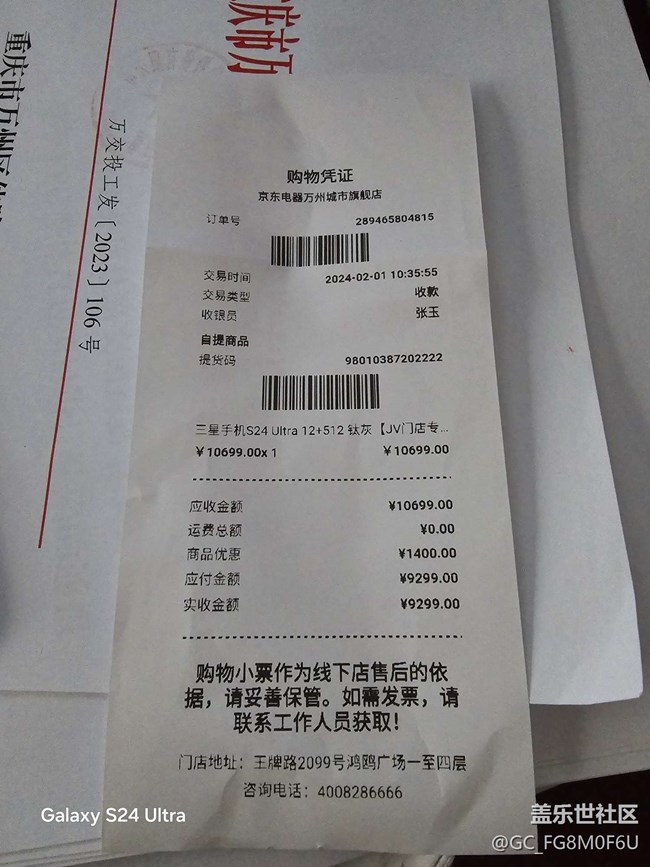 重庆市万
万交投工发〔2023〕106 号
购物凭证
京东电器万州城市旗舰店
订单号 289465804815
交易时间 2024-02-01 10:35:55
交易类型 收款
收银员 张玉
自提商品
提货码 98010387202222
三星手机S24 Ultra 12+512 钛灰【JV门店专...
￥10699.00x 1 ￥10699.00
应收金额 ¥10699.00
运费总额 ¥0.00
商品优惠 ¥1400.00
应付金额 ¥9299.00
实收金额 ¥9299.00
购物小票作为线下店售后的依
据，请妥善保管。如需发票，请
联系工作人员获取！
门店地址：王牌路2099号鸿鸥广场一至四层
咨询电话：4008286666
Galaxy S24 Ultra
盖乐世社区
@GC_FG8M0F6U